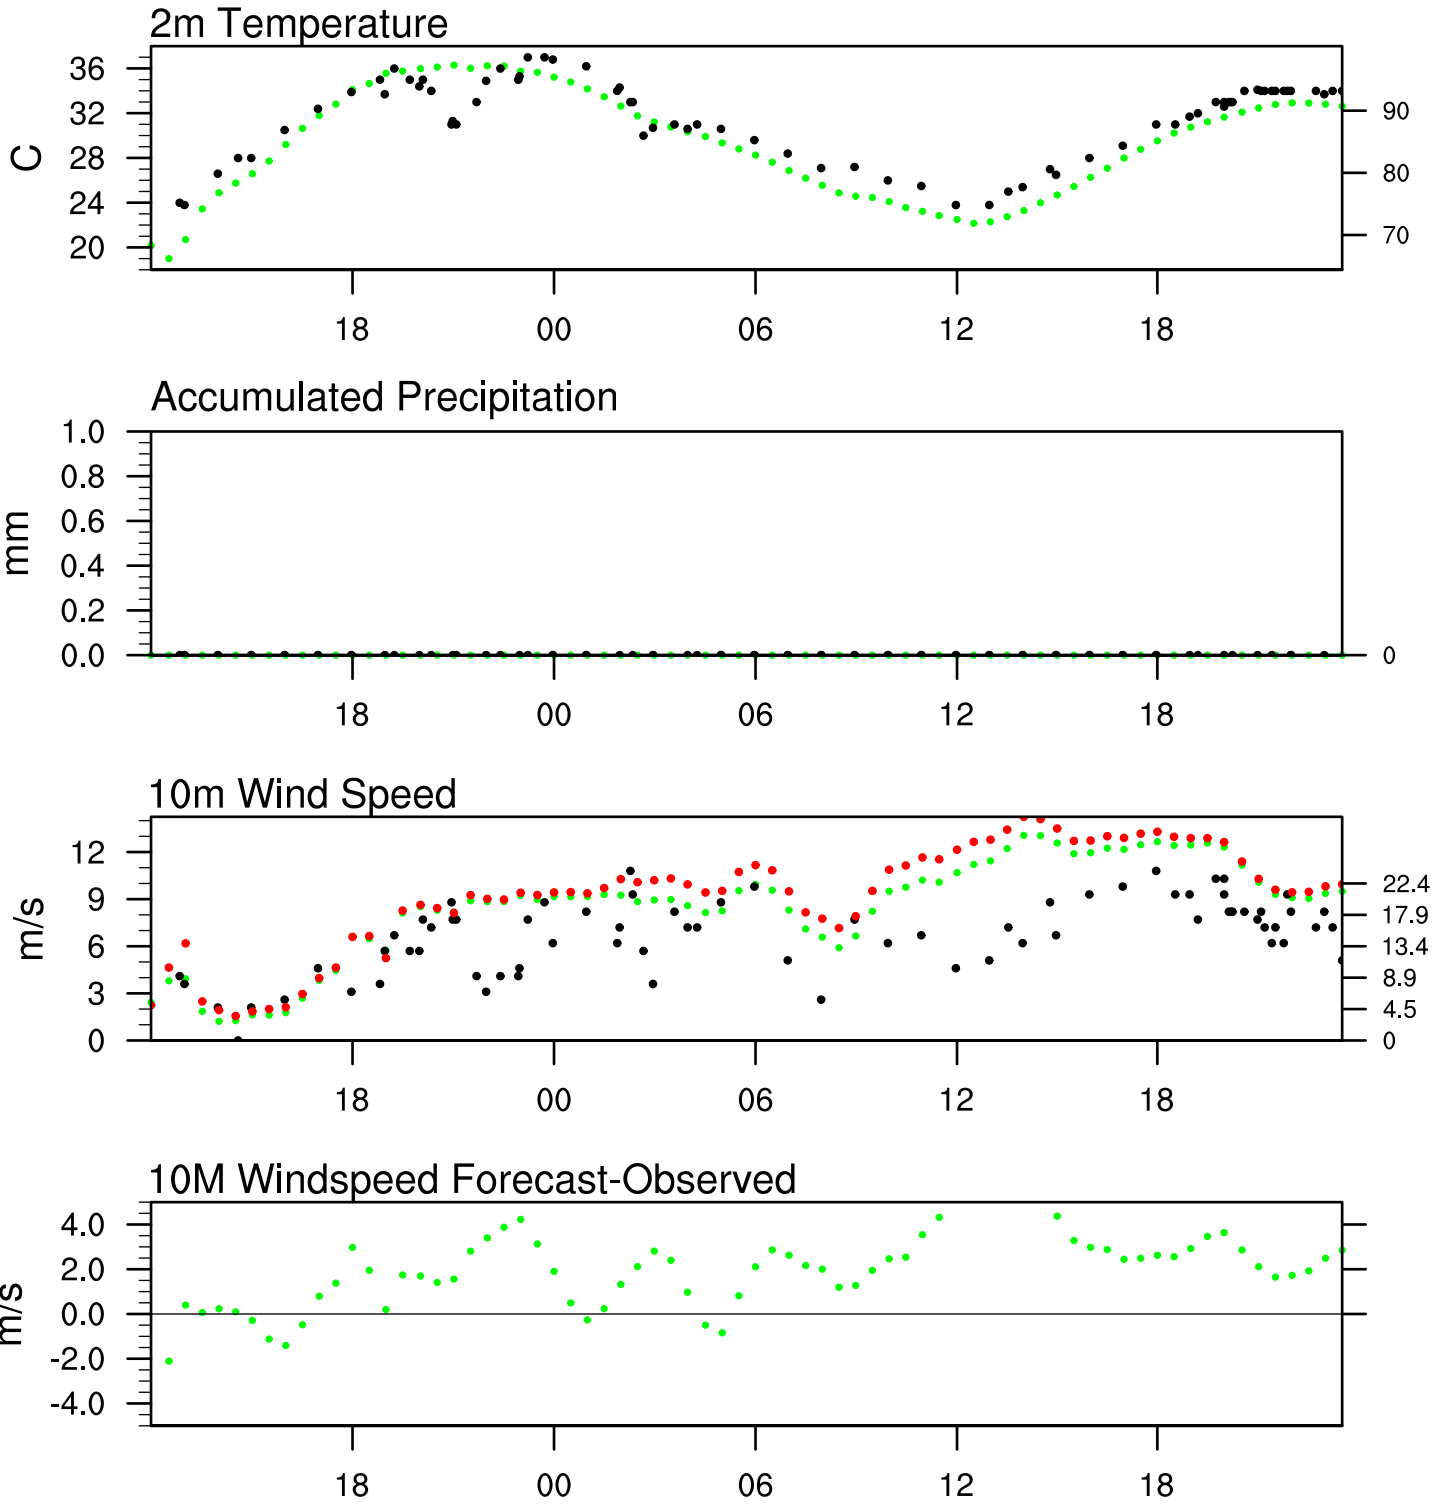 2m Temperature
36
32
28
24
20
C
90
80
70
18 00 06 12 18
Accumulated Precipitation
1.0
0.8
0.6
0.4
0.2
0.0
mm
0
18 00 06 12 18
10m Wind Speed
12
9
6
3
0
m/s
22.4
17.9
13.4
8.9
4.5
0
18 00 06 12 18
10M Windspeed Forecast-Observed
4.0
2.0
0.0
-2.0
-4.0
m/s
18 00 06 12 18